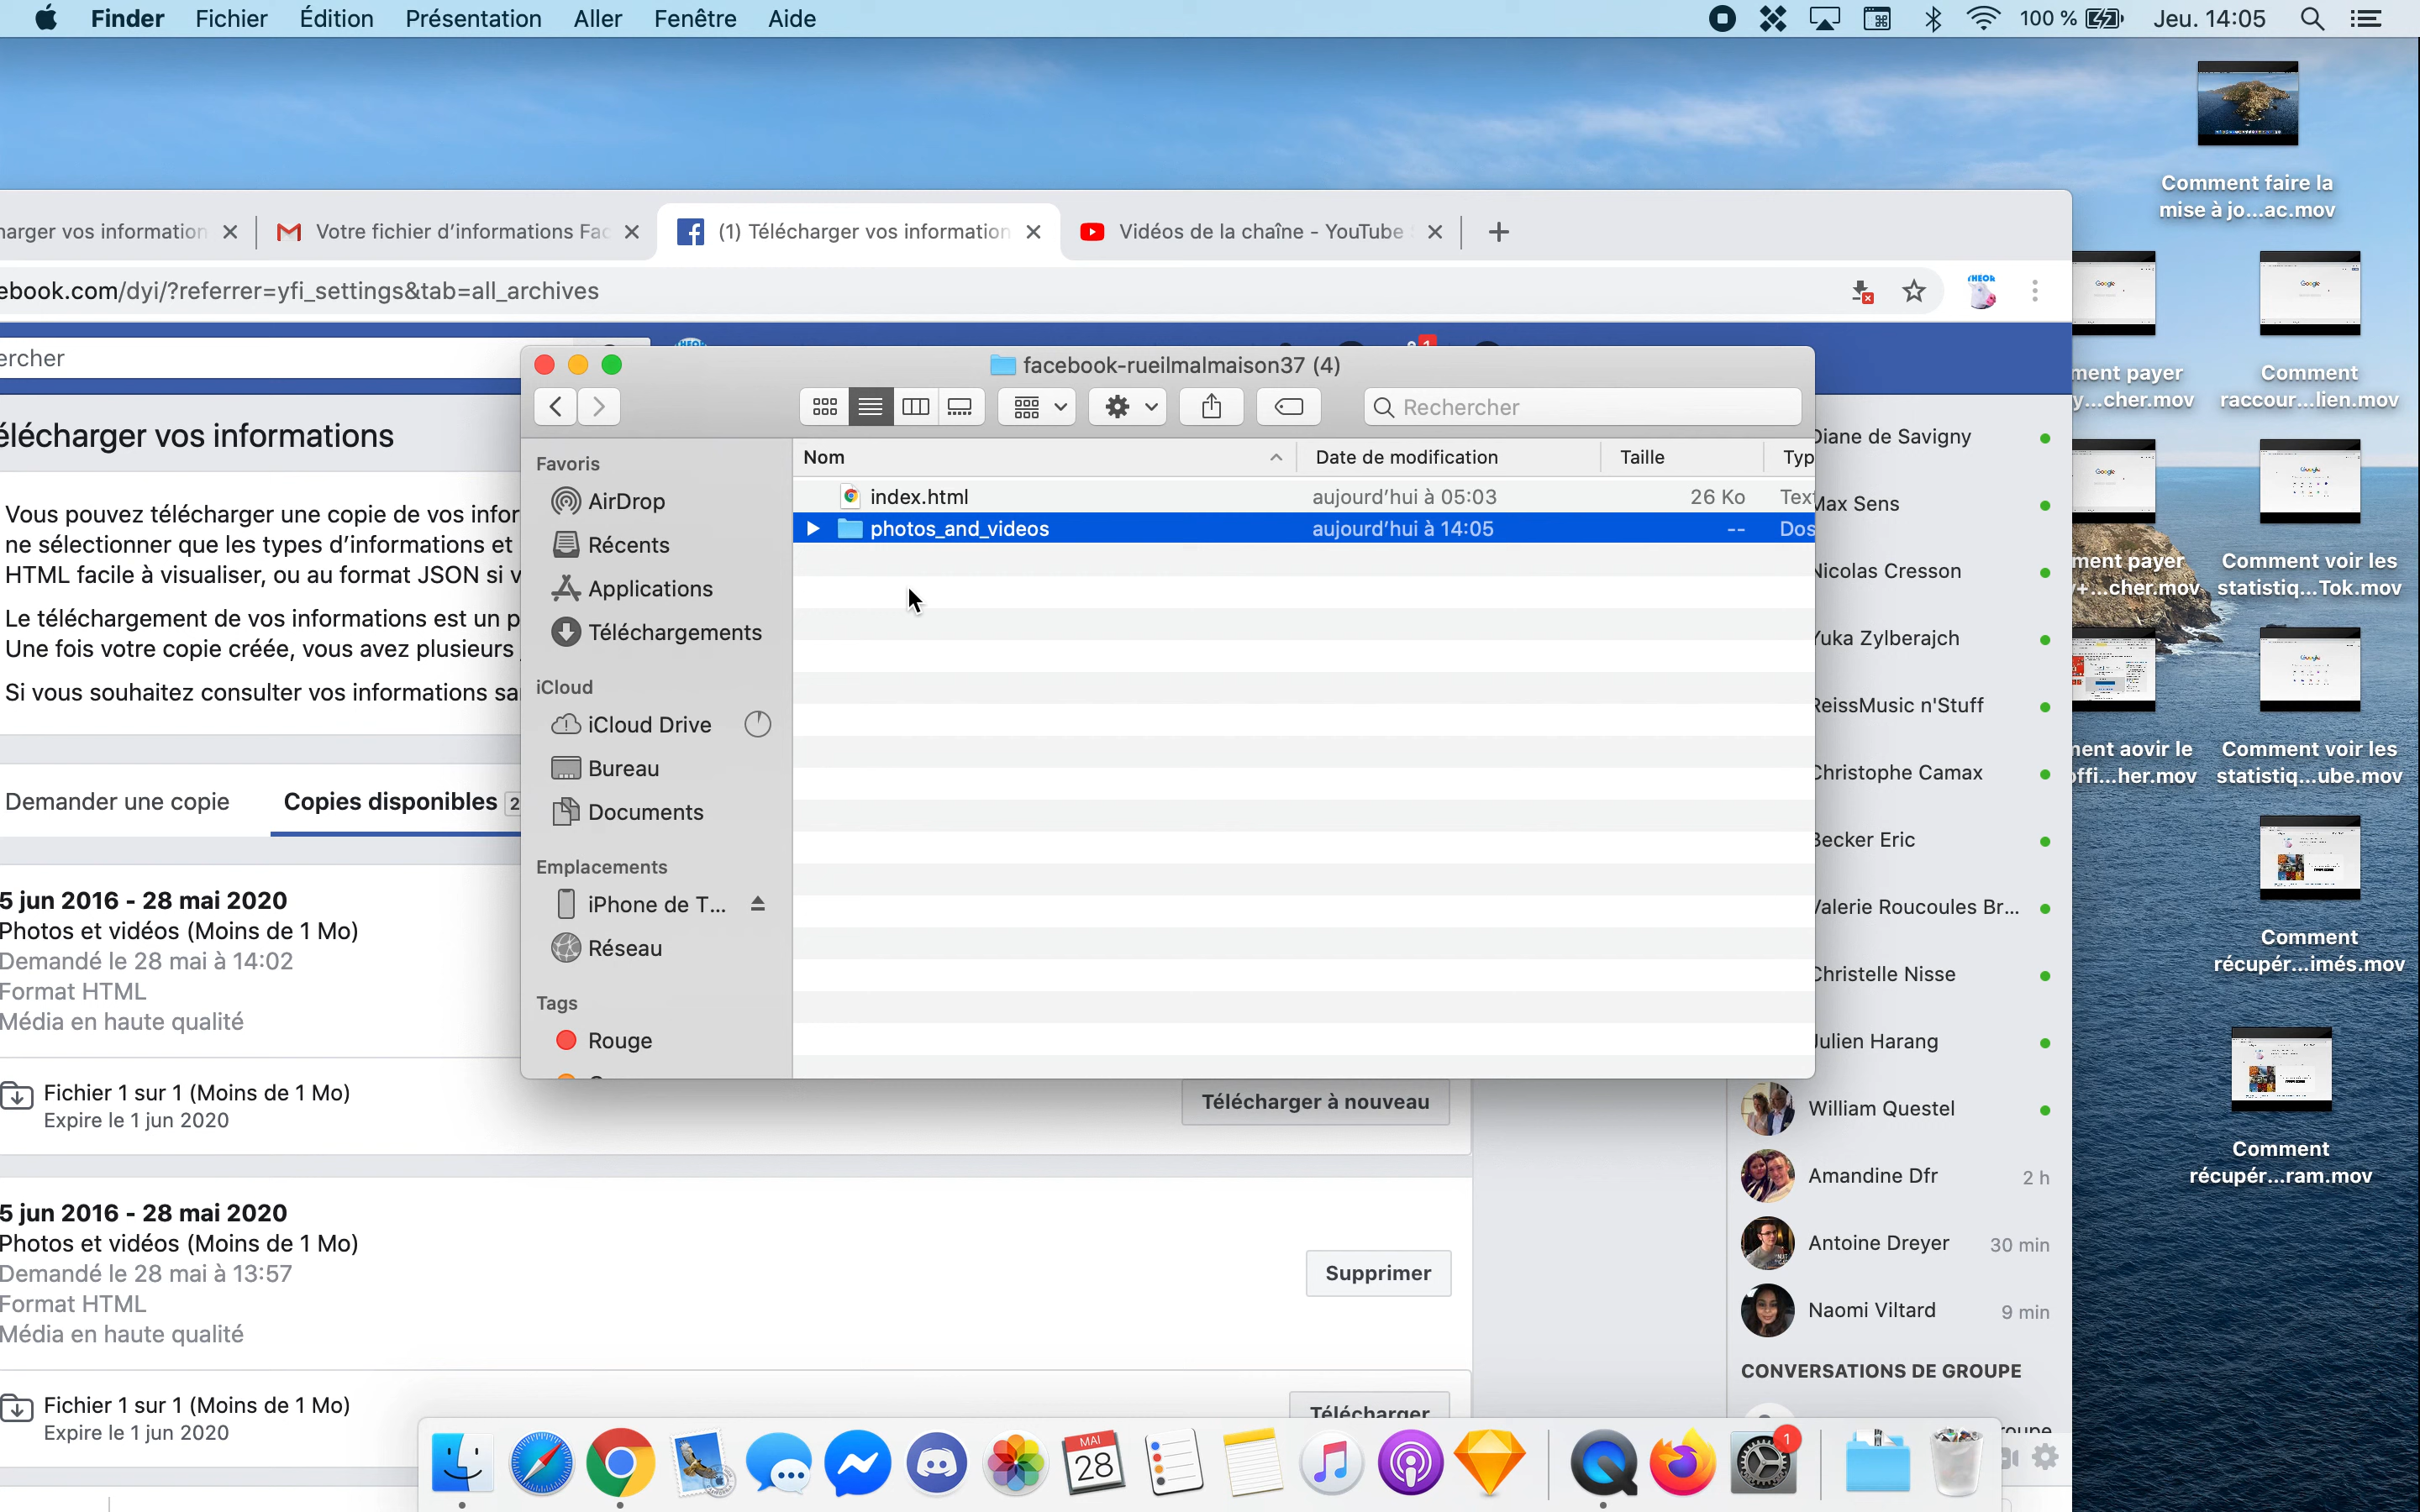 Finder Fichier Édition Présentation Aller Fenêtre Aide 100 % Jeu. 14:05
Comment faire la
mise à jo...ac.mov
arger vos information
Votre fichier d'informations Fac
(1) Télécharger vos information
Vidéos de la chaîne - YouTube
ebook.com/dyi/?referrer=yfi_settings&tab=all_archives
ercher
1
facebook-rueilmalmaison37 (4)
Rechercher
Favoris
AirDrop
Récents
Applications
Téléchargements
iCloud
iCloud Drive
Bureau
Documents
Emplacements
iPhone de T...
Réseau
Tags
Rouge
Nom Date de modification Taille Typ
index.html aujourd'hui à 05:03 26 Ko Tex
photos_and_videos aujourd'hui à 14:05 -- Dos
élécharger vos informations
Vous pouvez télécharger une copie de vos infor
ne sélectionner que les types d'informations et
HTML facile à visualiser, ou au format JSON si v
Le téléchargement de vos informations est un p
Une fois votre copie créée, vous avez plusieurs
Si vous souhaitez consulter vos informations sa
Demander une copie Copies disponibles 2
5 jun 2016 - 28 mai 2020
Photos et vidéos (Moins de 1 Mo)
Demandé le 28 mai à 14:02
Format HTML
Média en haute qualité
Fichier 1 sur 1 (Moins de 1 Mo)
Expire le 1 jun 2020
Télécharger à nouveau
5 jun 2016 - 28 mai 2020
Photos et vidéos (Moins de 1 Mo)
Demandé le 28 mai à 13:57
Format HTML
Média en haute qualité
Supprimer
Fichier 1 sur 1 (Moins de 1 Mo)
Expire le 1 jun 2020
Télécharger
Diane de Savigny
Max Sens
Nicolas Cresson
Yuka Zylberajch
ReissMusic n'Stuff
Christophe Camax
Becker Eric
Valerie Roucoules Br...
Christelle Nisse
Julien Harang
William Questel
Amandine Dfr 2 h
Antoine Dreyer 30 min
Naomi Viltard 9 min
CONVERSATIONS DE GROUPE
roupe
ment payer
y...cher.mov
Comment
raccour...lien.mov
ment payer
y+...cher.mov
Comment voir les
statistiq...Tok.mov
ment aovir le
offi...her.mov
Comment voir les
statistiq...ube.mov
Comment
récupér...imés.mov
Comment
récupér...ram.mov
MAI
28
1